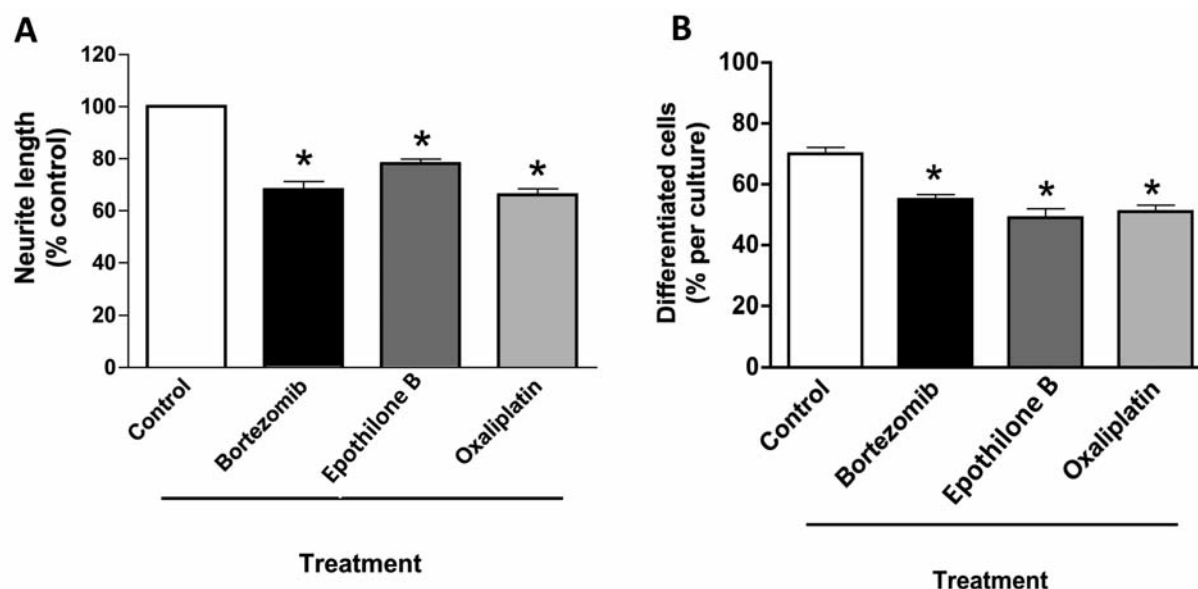 A
Neurite length
(% control)
120
100
80
60
40
20
0
*
*
*
Control
Bortezomib
Epothilone B
Oxaliplatin
Treatment
B
Differentiated cells
(% per culture)
100
80
60
40
20
0
*
*
*
Control
Bortezomib
Epothilone B
Oxaliplatin
Treatment